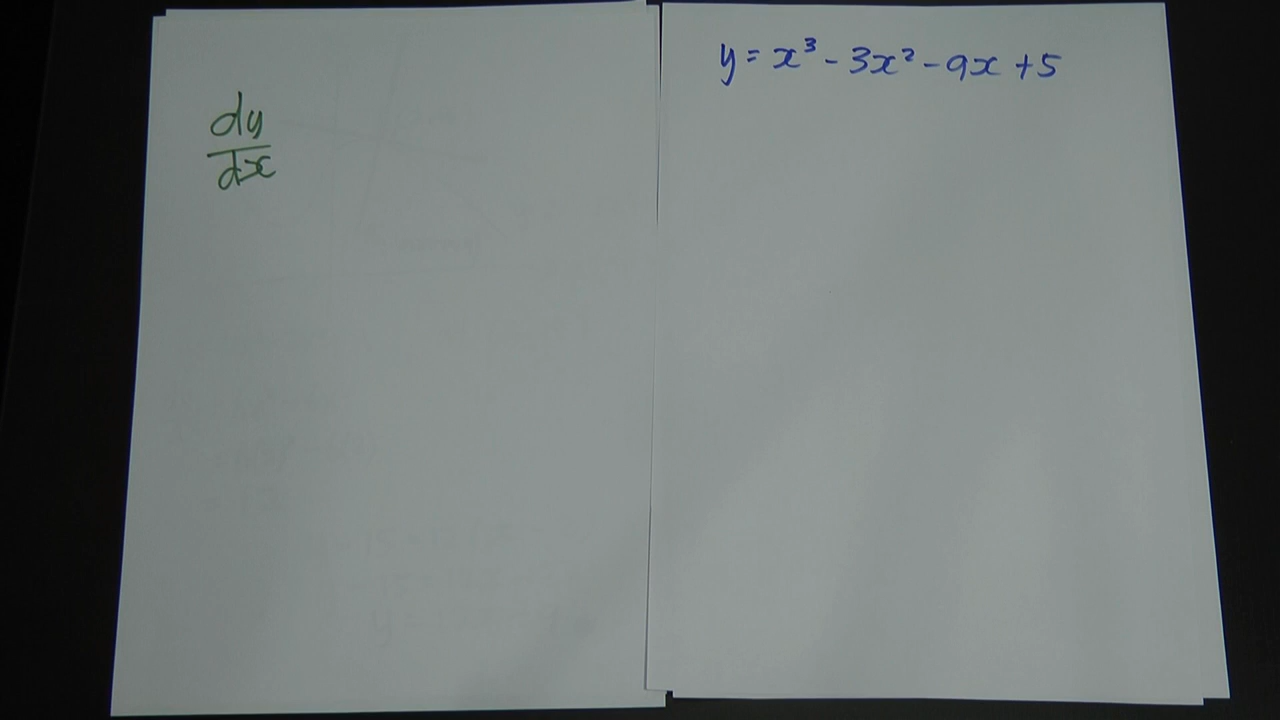 dy
dx
y = x³ - 3x² - 9x + 5